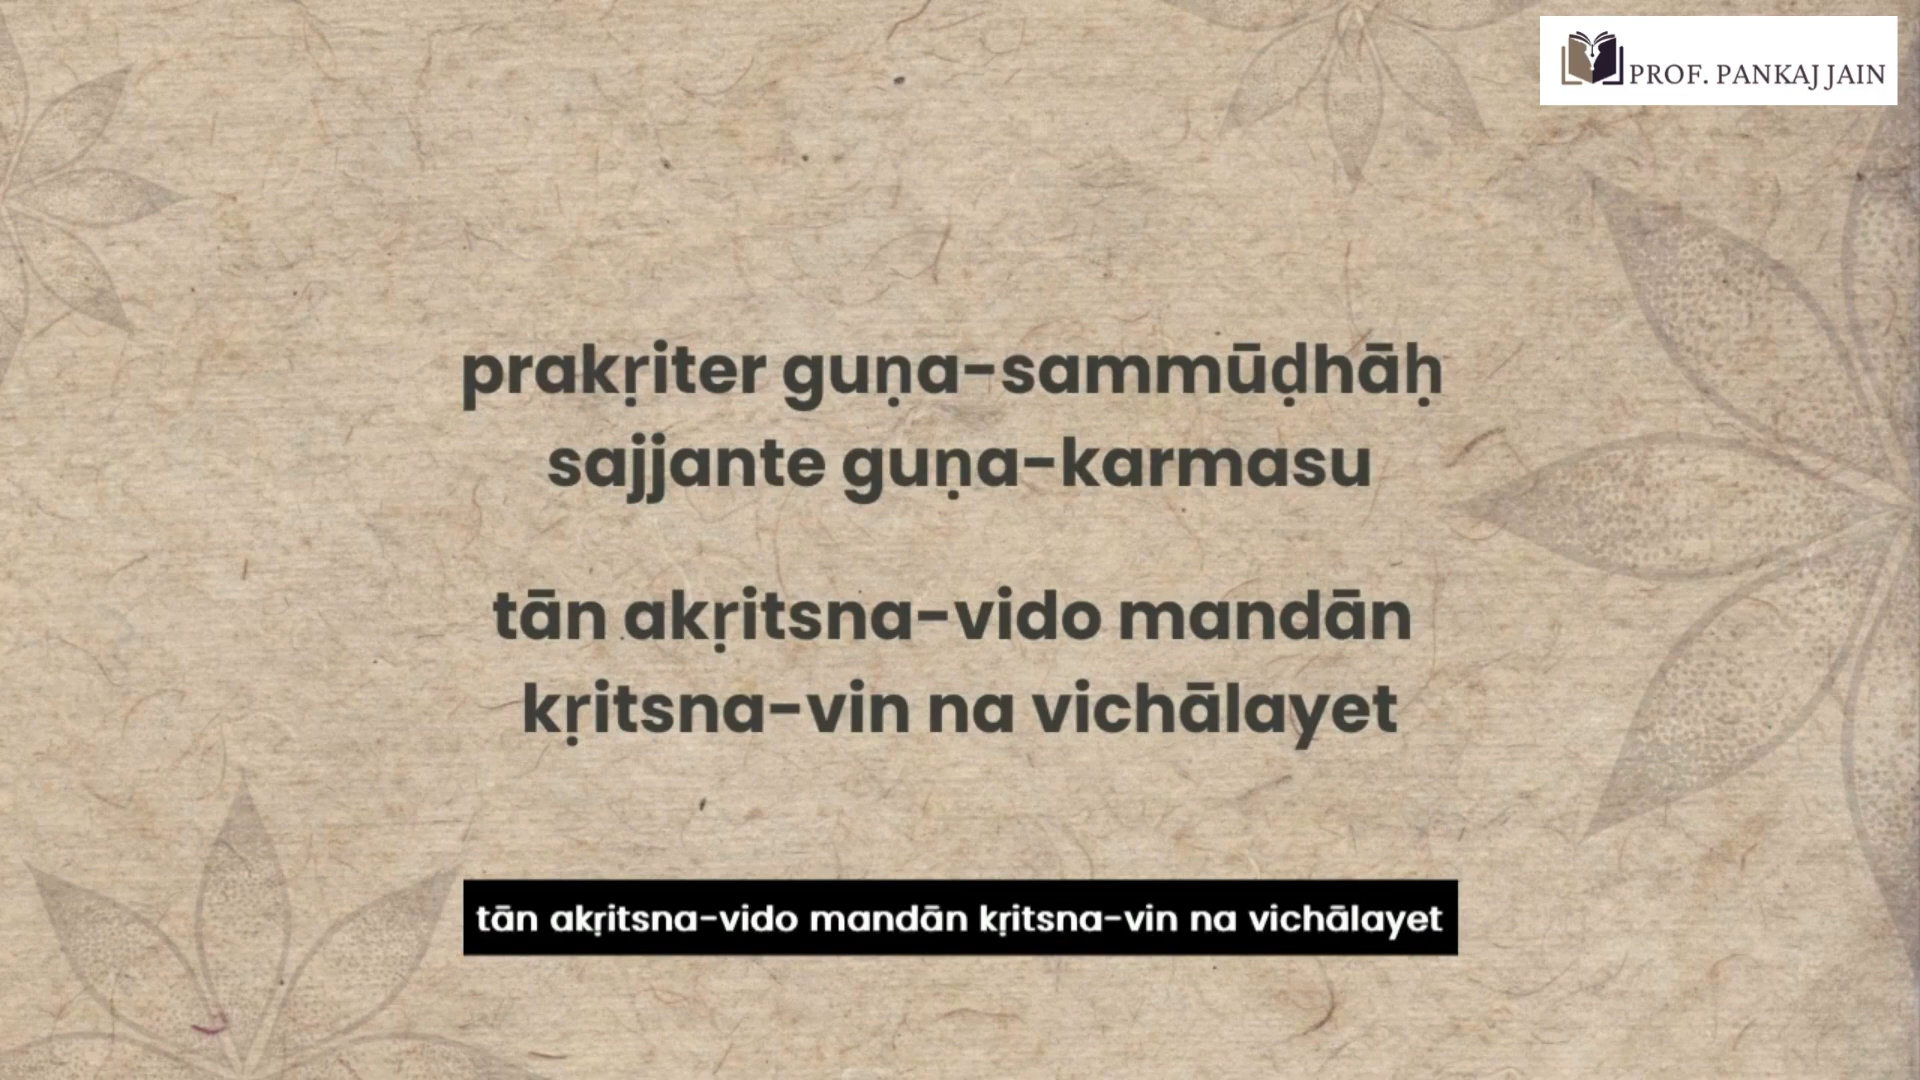 PROF. PANKAJ JAIN
prakṛiter guṇa-sammūḍhāḥ
sajjante guṇa-karmasu
tān akṛitsna-vido mandān
kṛitsna-vin na vichālayet
tān akṛitsna-vido mandān kṛitsna-vin na vichālayet